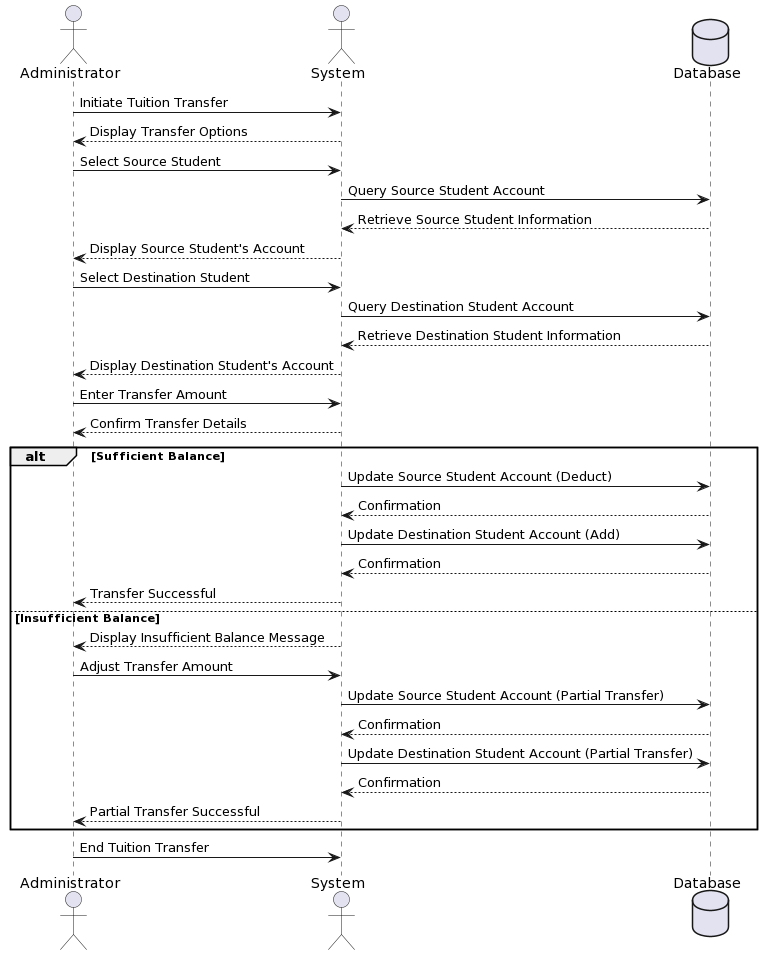 Administrator System Database
Initiate Tuition Transfer
Display Transfer Options
Select Source Student
Query Source Student Account
Retrieve Source Student Information
Display Source Student's Account
Select Destination Student
Query Destination Student Account
Retrieve Destination Student Information
Display Destination Student's Account
Enter Transfer Amount
Confirm Transfer Details
alt [Sufficient Balance]
Update Source Student Account (Deduct)
Confirmation
Update Destination Student Account (Add)
Confirmation
Transfer Successful
[Insufficient Balance]
Display Insufficient Balance Message
Adjust Transfer Amount
Update Source Student Account (Partial Transfer)
Confirmation
Update Destination Student Account (Partial Transfer)
Confirmation
Partial Transfer Successful
End Tuition Transfer
Administrator System Database